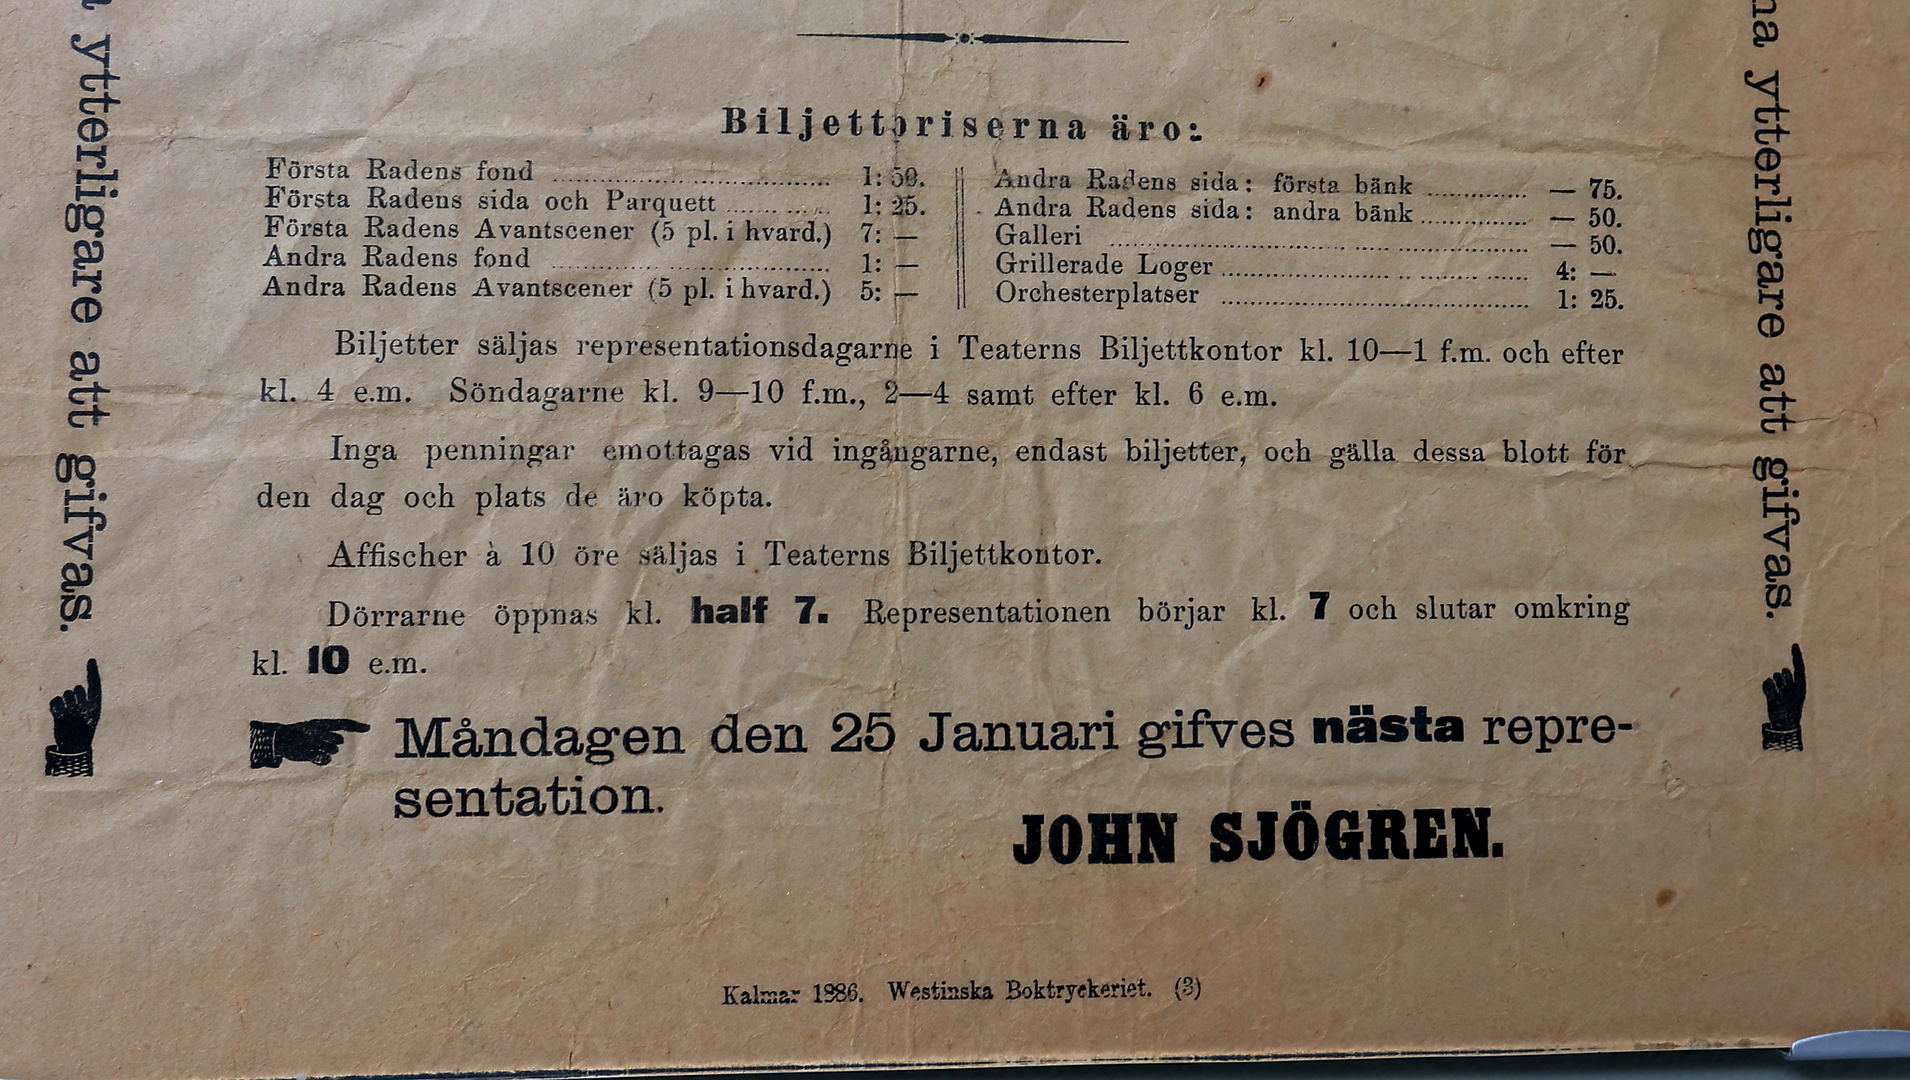 Biljettpriserna äro:
Första Radens fond ........ 1: 50.
Första Radens sida och Parquett ........ 1: 25.
Första Radens Avantscener (5 pl. i hvard.) 7: —
Andra Radens fond ........ 1: —
Andra Radens Avantscener (5 pl. i hvard.) 5: —
Andra Radens sida: första bänk ........ — 75.
Andra Radens sida: andra bänk ........ — 50.
Galleri ........ — 50.
Grillerade Loger ........ 4: —
Orchesterplatser ........ 1: 25.
Biljetter säljas representationsdagarne i Teaterns Biljettkontor kl. 10—1 f.m. och efter
kl. 4 e.m. Söndagarne kl. 9—10 f.m., 2—4 samt efter kl. 6 e.m.
Inga penningar emottagas vid ingångarne, endast biljetter, och gälla dessa blott för
den dag och plats de äro köpta.
Affischer à 10 öre säljas i Teaterns Biljettkontor.
Dörrarne öppnas kl. half 7. Representationen börjar kl. 7 och slutar omkring
kl. 10 e.m.
Måndagen den 25 Januari gifves nästa repre-
sentation.
JOHN SJÖGREN.
Kalmar 1886. Westinska Boktryckeriet. (3)
ytterligare att gifvas.
ytterligare att gifvas.